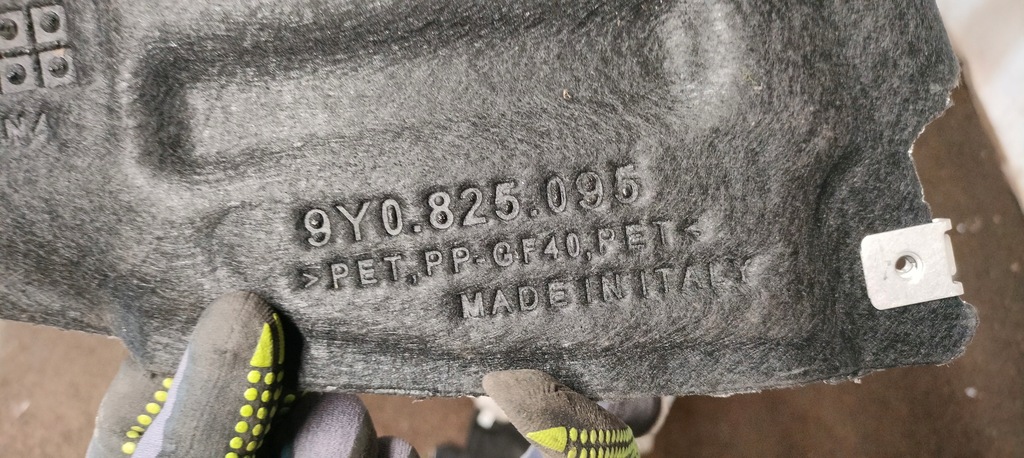 9Y0.825.095
>PET,PP-GF40,PET<
MADE IN ITALY